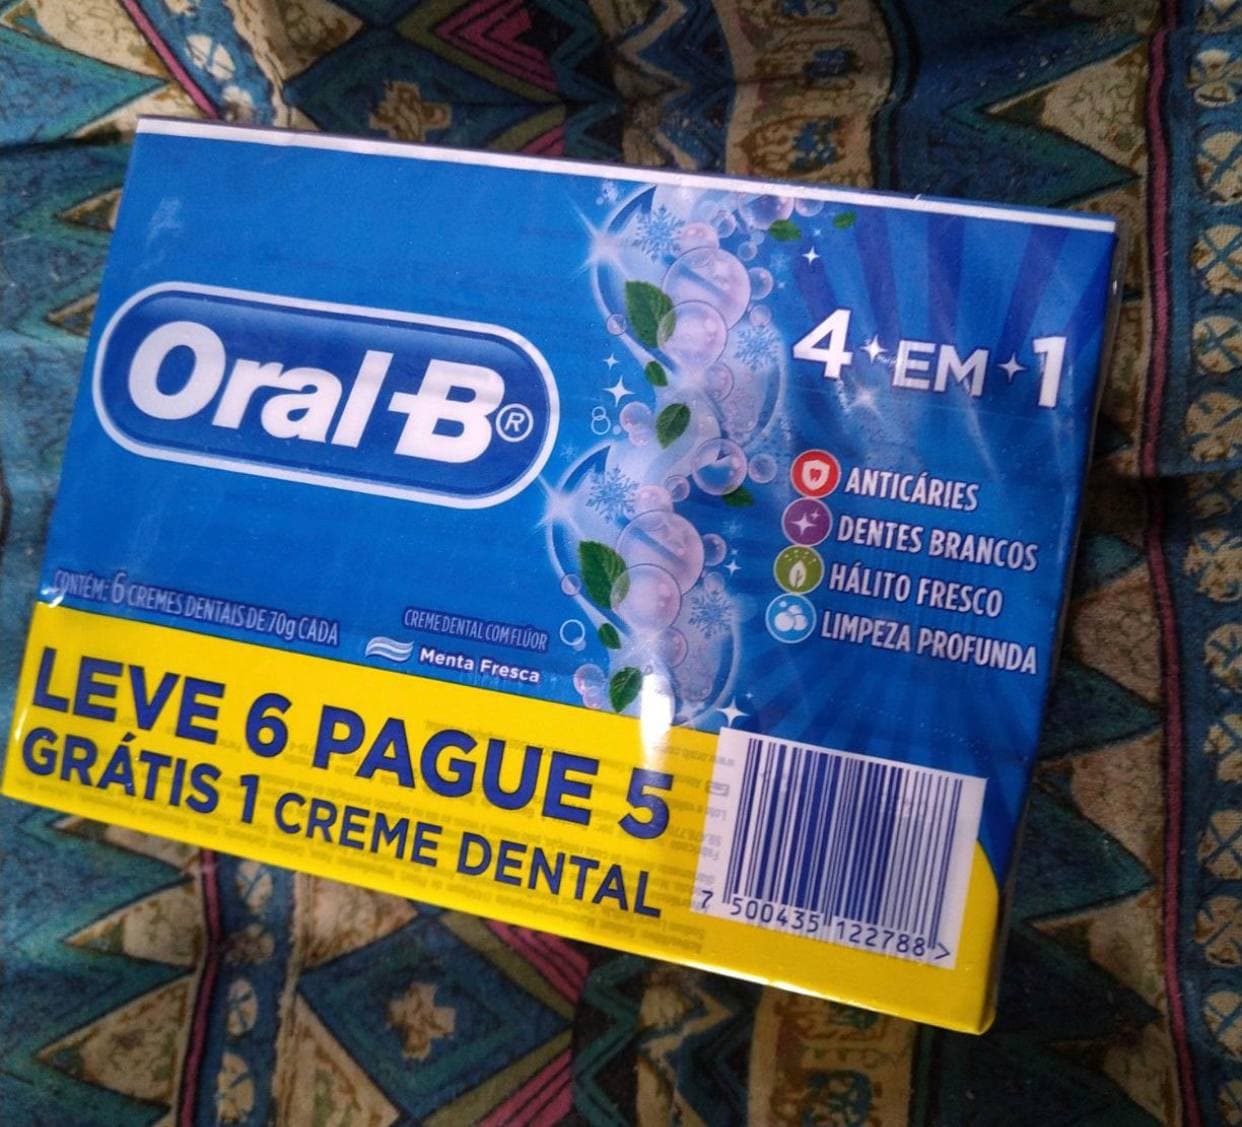 Oral-B®
4 EM 1
ANTICÁRIES
DENTES BRANCOS
HÁLITO FRESCO
LIMPEZA PROFUNDA
CONTÉM: 6 CREMES DENTAIS DE 70g CADA
CREME DENTAL COM FLÚOR
Menta Fresca
LEVE 6 PAGUE 5
GRÁTIS 1 CREME DENTAL
7 500435 122788 >